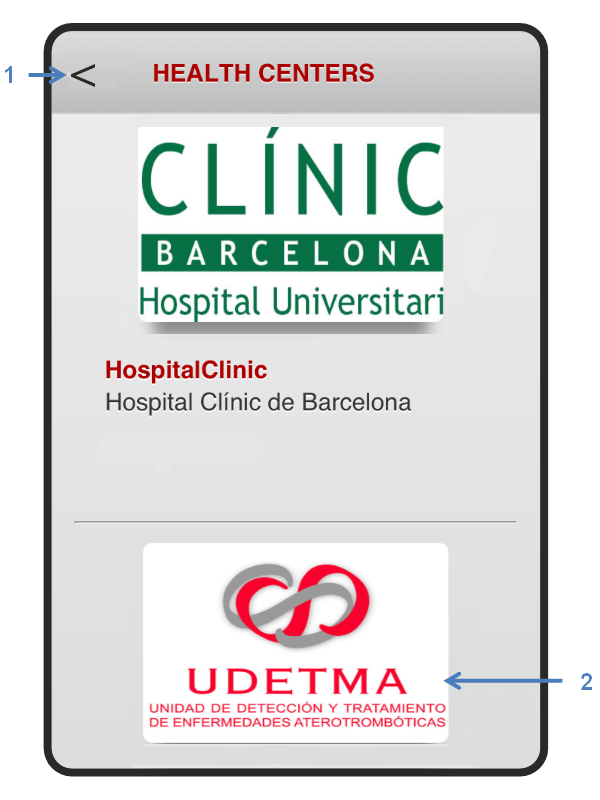 1
<
HEALTH CENTERS
CLÍNIC
BARCELONA
Hospital Universitari
HospitalClinic
Hospital Clínic de Barcelona
UDETMA
2
UNIDAD DE DETECCIÓN Y TRATAMIENTO
DE ENFERMEDADES ATEROTROMBÓTICAS